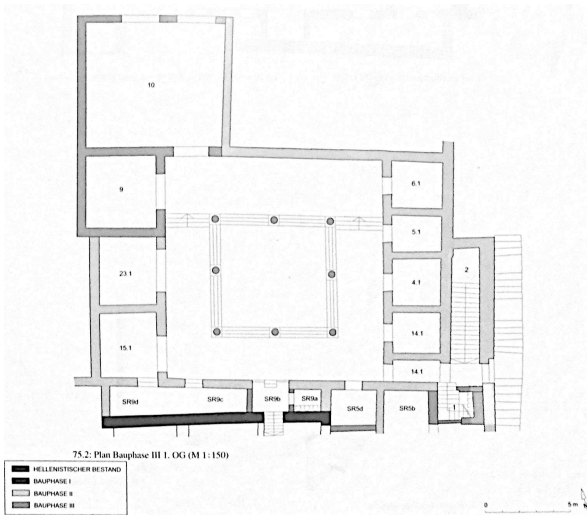 10
9
6.1
5.1
23.1
4.1
2
15.1
14.1
14.1
SR9d
SR9c
SR9b
SR9a
SR5d
SR5b
1
75.2: Plan Bauphase III 1. OG (M 1:150)
HELLENISTISCHER BESTAND
BAUPHASE I
BAUPHASE II
BAUPHASE III
0
5 m